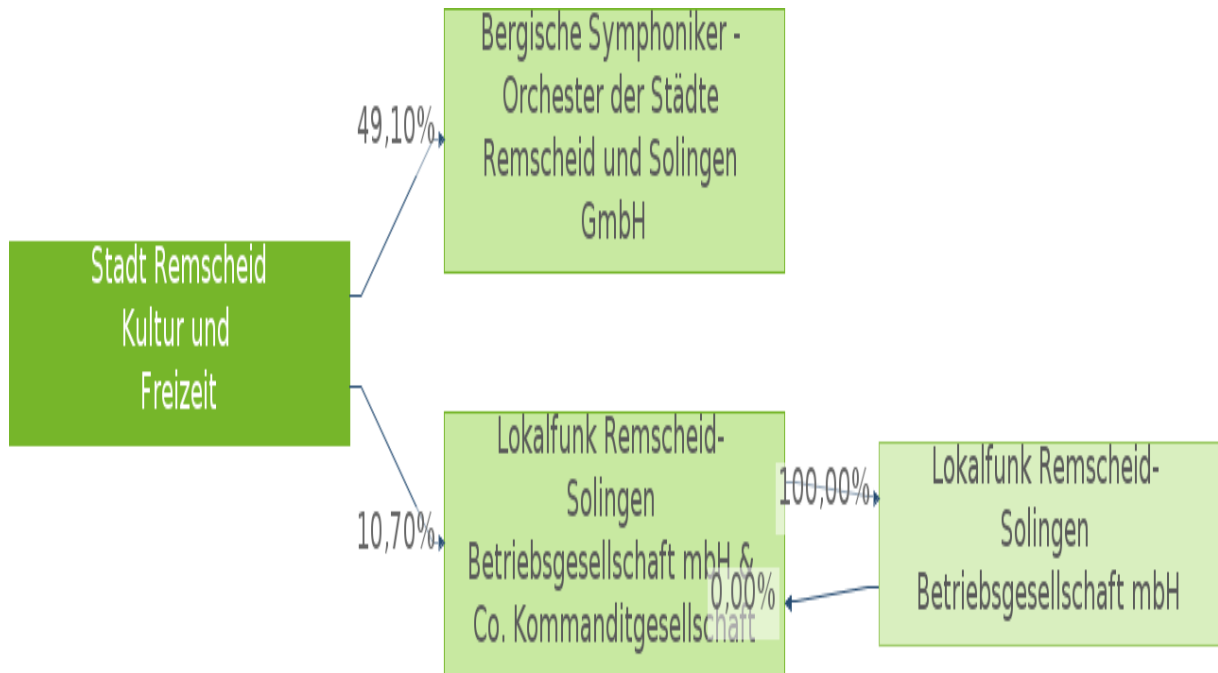 Bergische Symphoniker -
Orchester der Städte
Remscheid und Solingen
GmbH
49,10%
Stadt Remscheid
Kultur und
Freizeit
10,70%
Lokalfunk Remscheid-
Solingen
Betriebsgesellschaft mbH &
Co. Kommanditgesellschaft
100,00%
0,00%
Lokalfunk Remscheid-
Solingen
Betriebsgesellschaft mbH